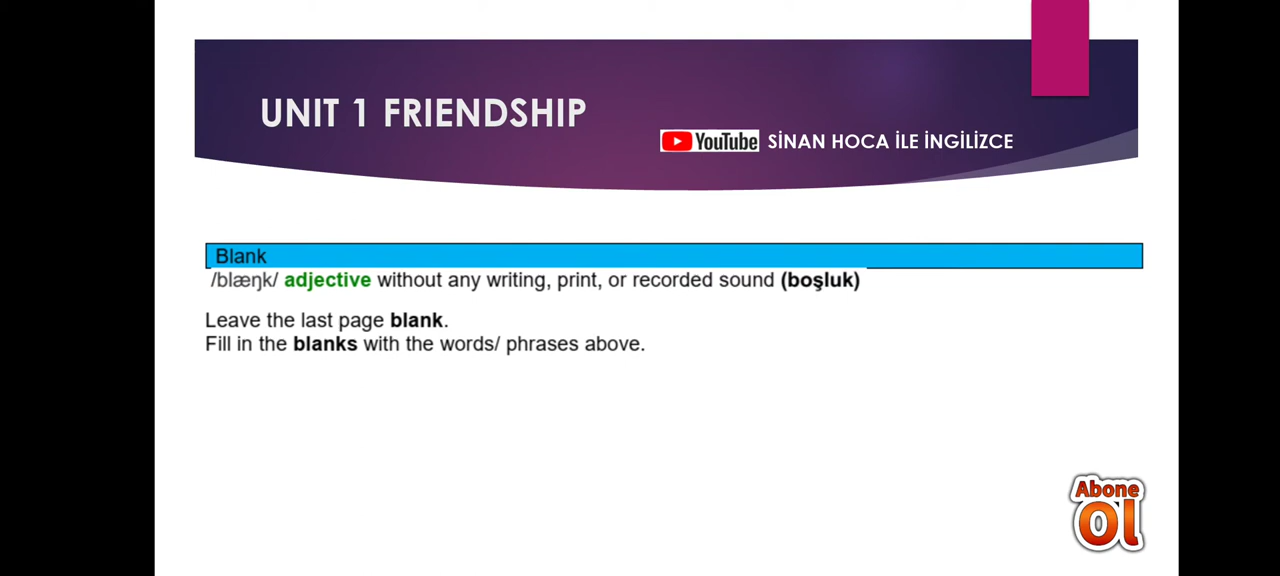 UNIT 1 FRIENDSHIP
YouTube SİNAN HOCA İLE İNGİLİZCE
Blank
/blæŋk/ adjective without any writing, print, or recorded sound (boşluk)
Leave the last page blank.
Fill in the blanks with the words/ phrases above.
Abone
ol